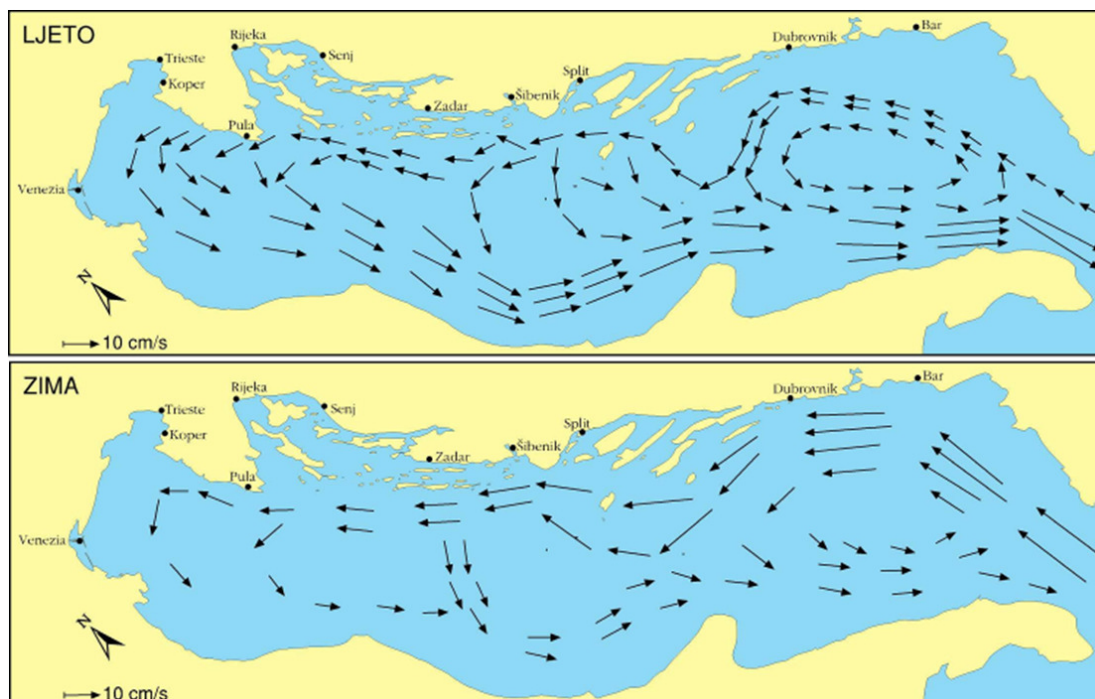 LJETO
Rijeka
Senj
Trieste
Koper
Pula
Zadar
Šibenik
Split
Dubrovnik
Bar
Venezia
N
10 cm/s
ZIMA
Rijeka
Senj
Trieste
Koper
Pula
Zadar
Šibenik
Split
Dubrovnik
Bar
Venezia
N
10 cm/s